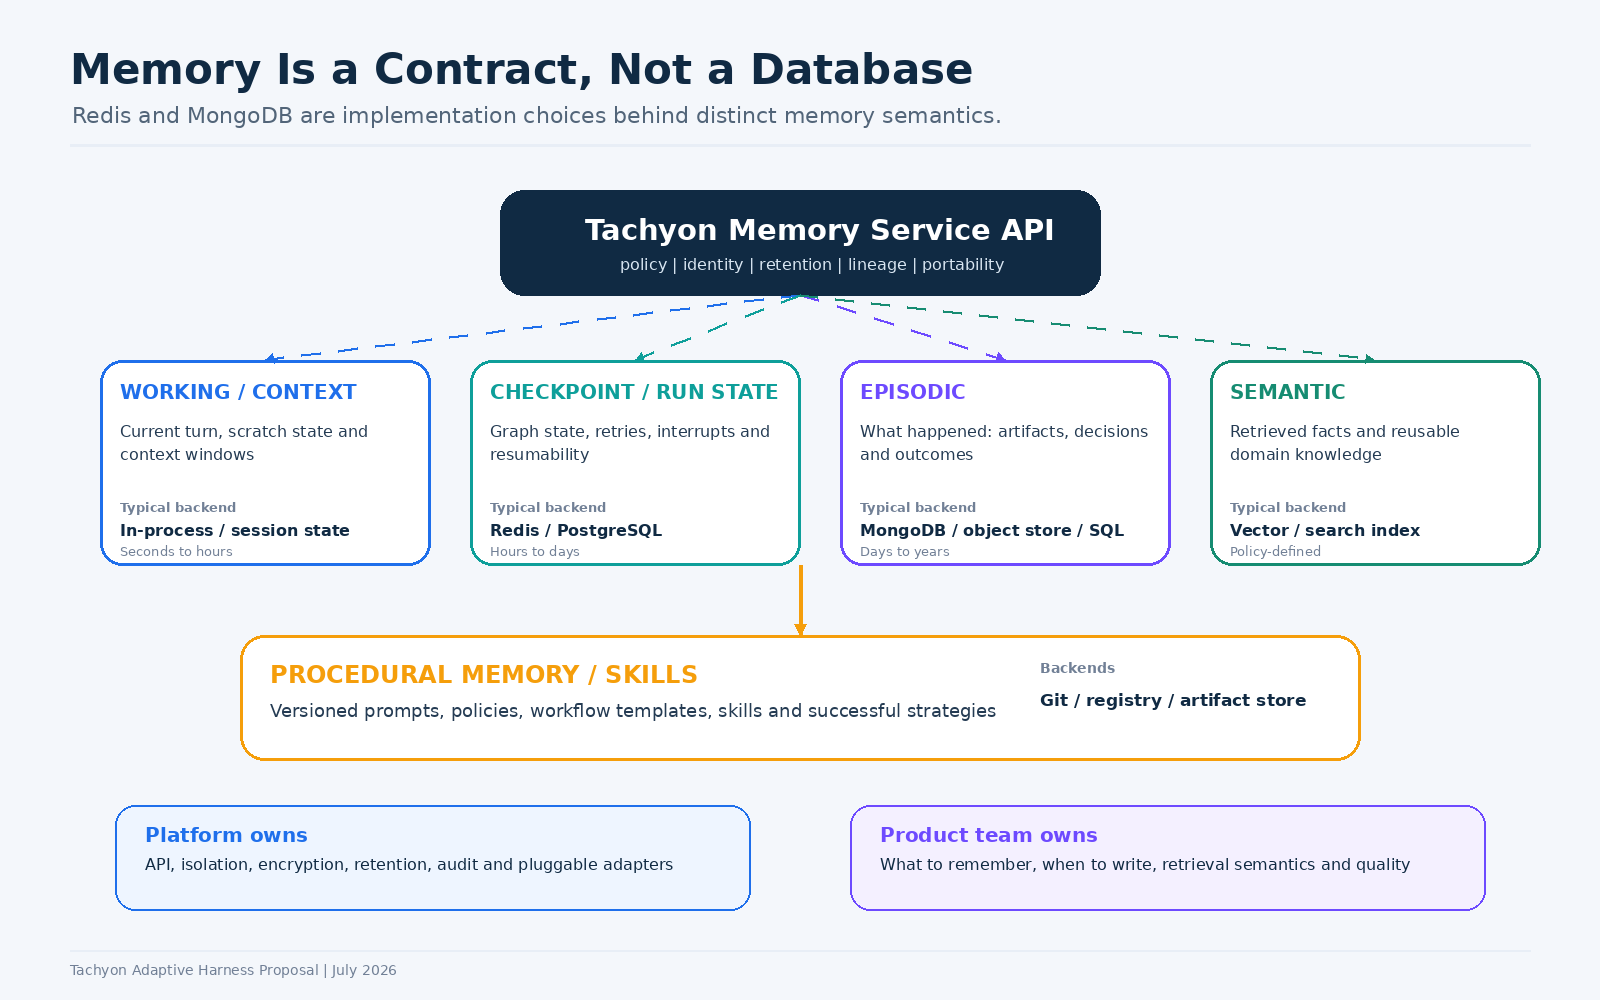 Memory Is a Contract, Not a Database
Redis and MongoDB are implementation choices behind distinct memory semantics.
Tachyon Memory Service API
policy | identity | retention | lineage | portability
WORKING / CONTEXT
Current turn, scratch state and
context windows
Typical backend
In-process / session state
Seconds to hours
CHECKPOINT / RUN STATE
Graph state, retries, interrupts and
resumability
Typical backend
Redis / PostgreSQL
Hours to days
EPISODIC
What happened: artifacts, decisions
and outcomes
Typical backend
MongoDB / object store / SQL
Days to years
SEMANTIC
Retrieved facts and reusable
domain knowledge
Typical backend
Vector / search index
Policy-defined
PROCEDURAL MEMORY / SKILLS
Versioned prompts, policies, workflow templates, skills and successful strategies
Backends
Git / registry / artifact store
Platform owns
API, isolation, encryption, retention, audit and pluggable adapters
Product team owns
What to remember, when to write, retrieval semantics and quality
Tachyon Adaptive Harness Proposal | July 2026